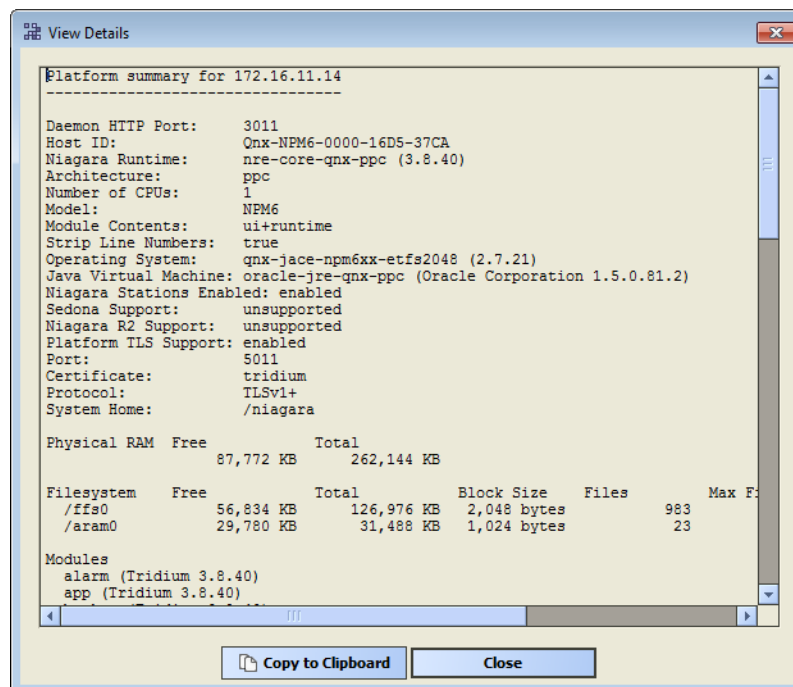 View Details
Platform summary for 172.16.11.14
---------------------------------
Daemon HTTP Port: 3011
Host ID: Qnx-NPM6-0000-16D5-37CA
Niagara Runtime: nre-core-qnx-ppc (3.8.40)
Architecture: ppc
Number of CPUs: 1
Model: NPM6
Module Contents: ui+runtime
Strip Line Numbers: true
Operating System: qnx-jace-npm6xx-etfs2048 (2.7.21)
Java Virtual Machine: oracle-jre-qnx-ppc (Oracle Corporation 1.5.0.81.2)
Niagara Stations Enabled: enabled
Sedona Support: unsupported
Niagara R2 Support: unsupported
Platform TLS Support: enabled
Port: 5011
Certificate: tridium
Protocol: TLSv1+
System Home: /niagara
Physical RAM Free Total
87,772 KB 262,144 KB
Filesystem Free Total Block Size Files Max Fi
/ffs0 56,834 KB 126,976 KB 2,048 bytes 983
/aram0 29,780 KB 31,488 KB 1,024 bytes 23
Modules
alarm (Tridium 3.8.40)
app (Tridium 3.8.40)
Copy to Clipboard Close